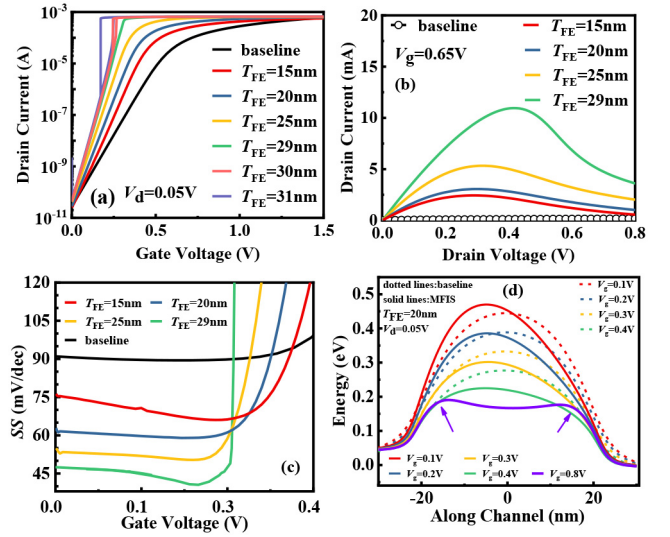 Drain Current (A)
10⁻³
10⁻⁵
10⁻⁷
10⁻⁹
10⁻¹¹
baseline
T_FE=15nm
T_FE=20nm
T_FE=25nm
T_FE=29nm
T_FE=30nm
T_FE=31nm
(a) V_d=0.05V
0.0 0.5 1.0 1.5
Gate Voltage (V)
Drain Current (mA)
20
15
10
5
0
baseline
V_g=0.65V
(b)
T_FE=15nm
T_FE=20nm
T_FE=25nm
T_FE=29nm
0.0 0.2 0.4 0.6 0.8
Drain Voltage (V)
SS (mV/dec)
120
105
90
75
60
45
T_FE=15nm T_FE=20nm
T_FE=25nm T_FE=29nm
baseline
(c)
0.0 0.1 0.2 0.3 0.4
Gate Voltage (V)
Energy (eV)
0.6
0.5
0.4
0.3
0.2
0.1
0.0
dotted lines:baseline
solid lines:MFIS
T_FE=20nm
V_d=0.05V
(d)
V_g=0.1V
V_g=0.2V
V_g=0.3V
V_g=0.4V
V_g=0.1V V_g=0.3V
V_g=0.2V V_g=0.4V V_g=0.8V
-20 0 20
Along Channel (nm)